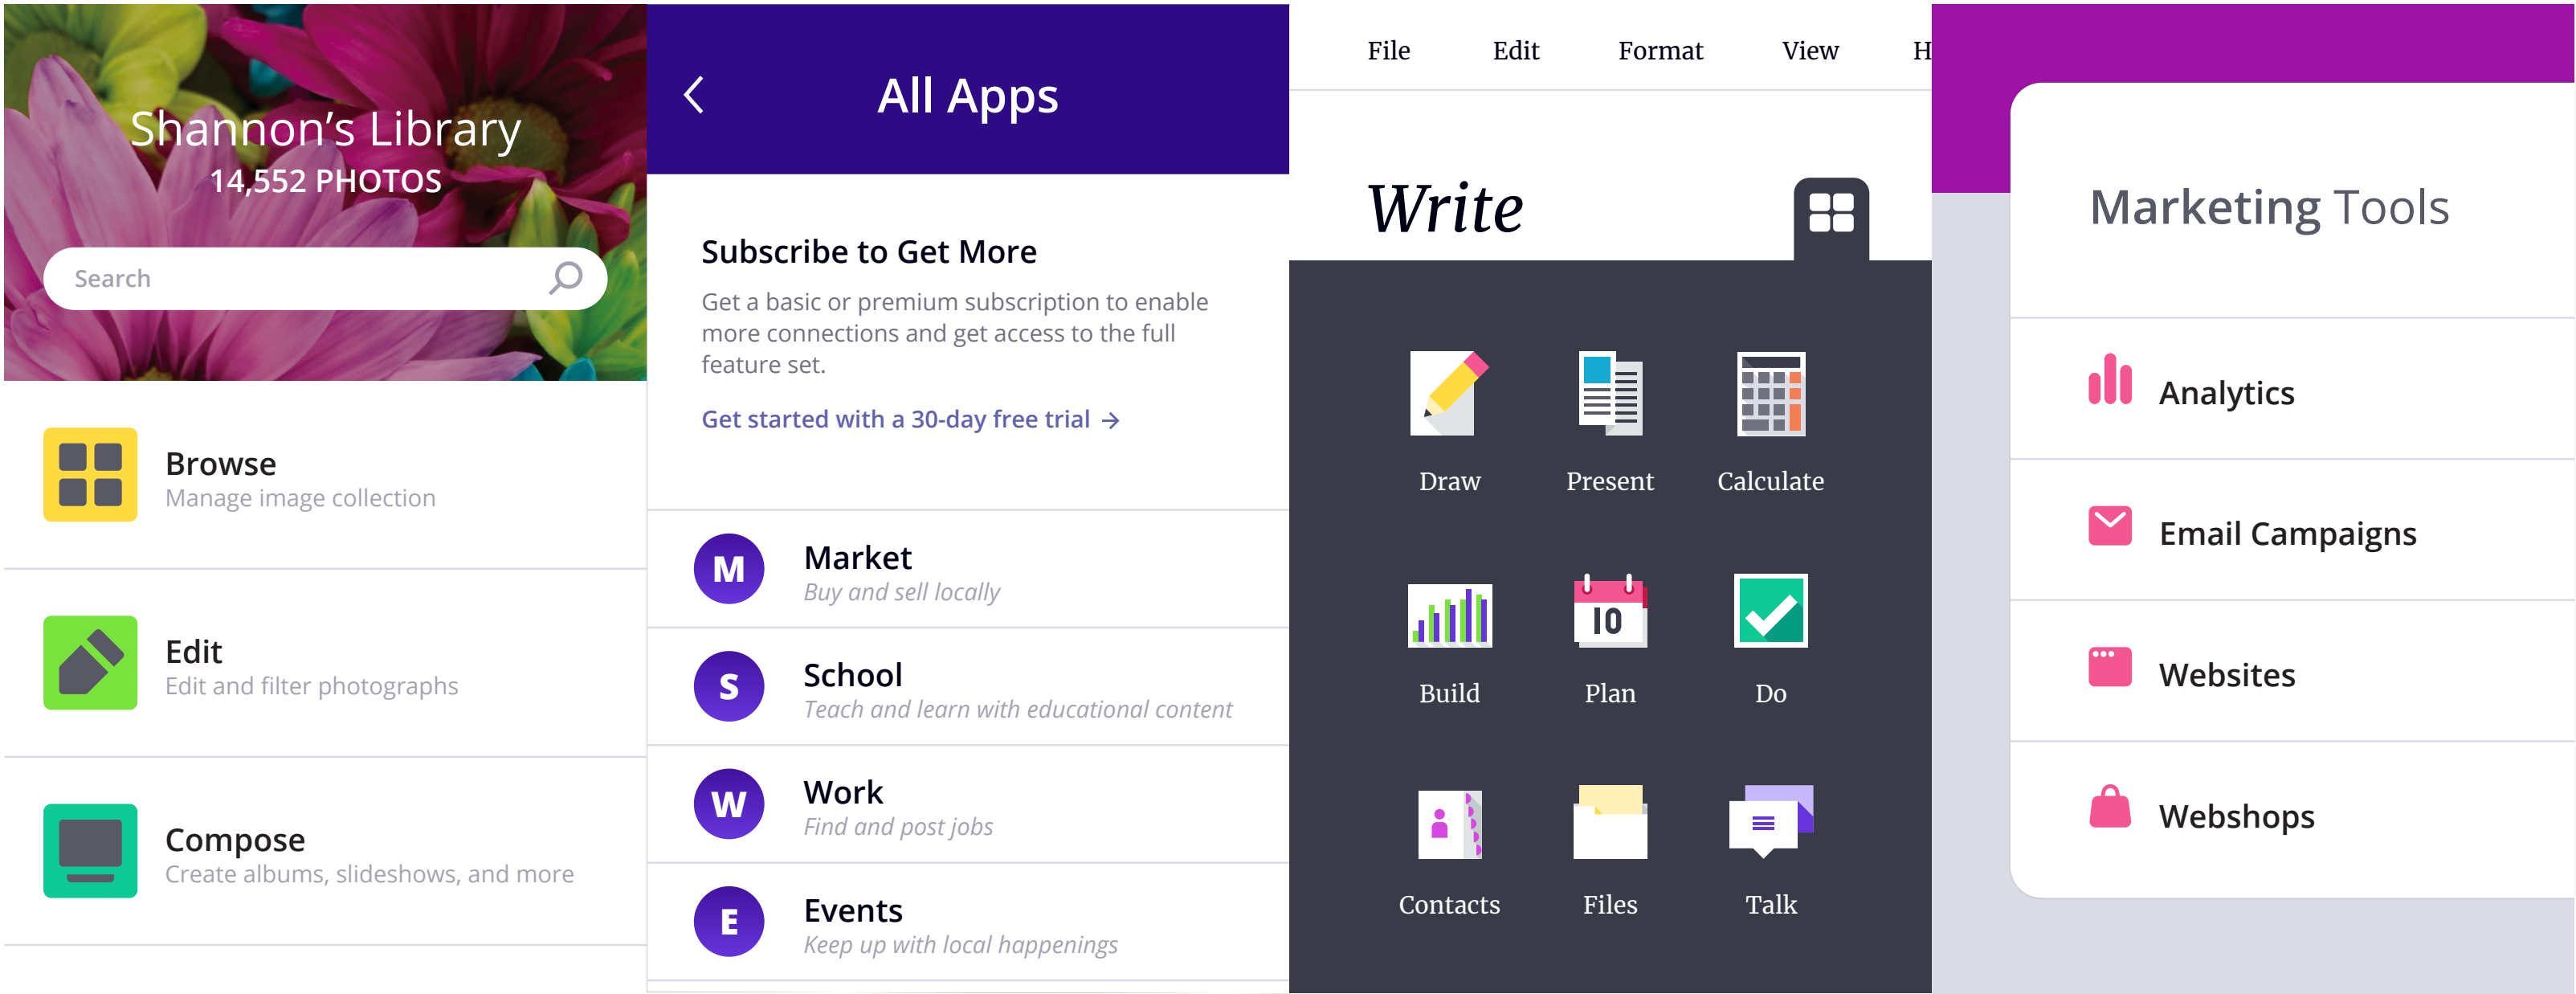 Shannon’s Library
14,552 PHOTOS
Search
Browse
Manage image collection
Edit
Edit and filter photographs
Compose
Create albums, slideshows, and more
All Apps
Subscribe to Get More
Get a basic or premium subscription to enable
more connections and get access to the full
feature set.
Get started with a 30-day free trial →
M
Market
Buy and sell locally
S
School
Teach and learn with educational content
W
Work
Find and post jobs
E
Events
Keep up with local happenings
File Edit Format View H
Write
Draw Present Calculate
10
Build Plan Do
Contacts Files Talk
Marketing Tools
Analytics
Email Campaigns
Websites
Webshops